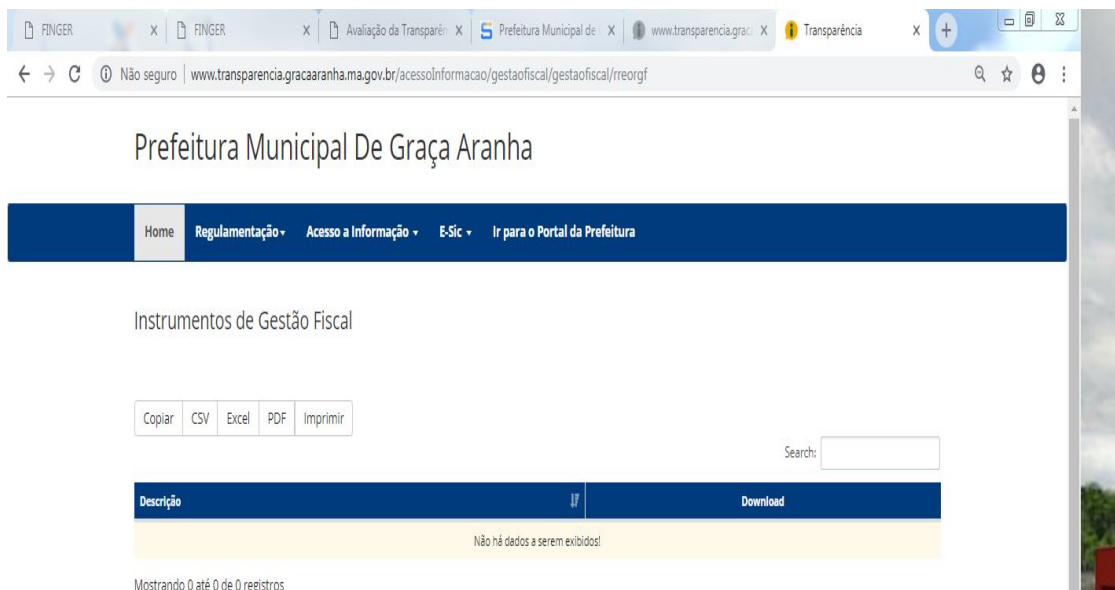 FINGER
FINGER
Avaliação da Transparên
Prefeitura Municipal de
www.transparencia.graca
Transparência
Não seguro | www.transparencia.gracaaranha.ma.gov.br/acessoInformacao/gestaofiscal/gestaofiscal/rreorgf
Prefeitura Municipal De Graça Aranha
Home Regulamentação Acesso a Informação E-Sic Ir para o Portal da Prefeitura
Instrumentos de Gestão Fiscal
Copiar CSV Excel PDF Imprimir
Search:
Descrição Download
Não há dados a serem exibidos!
Mostrando 0 até 0 de 0 registros